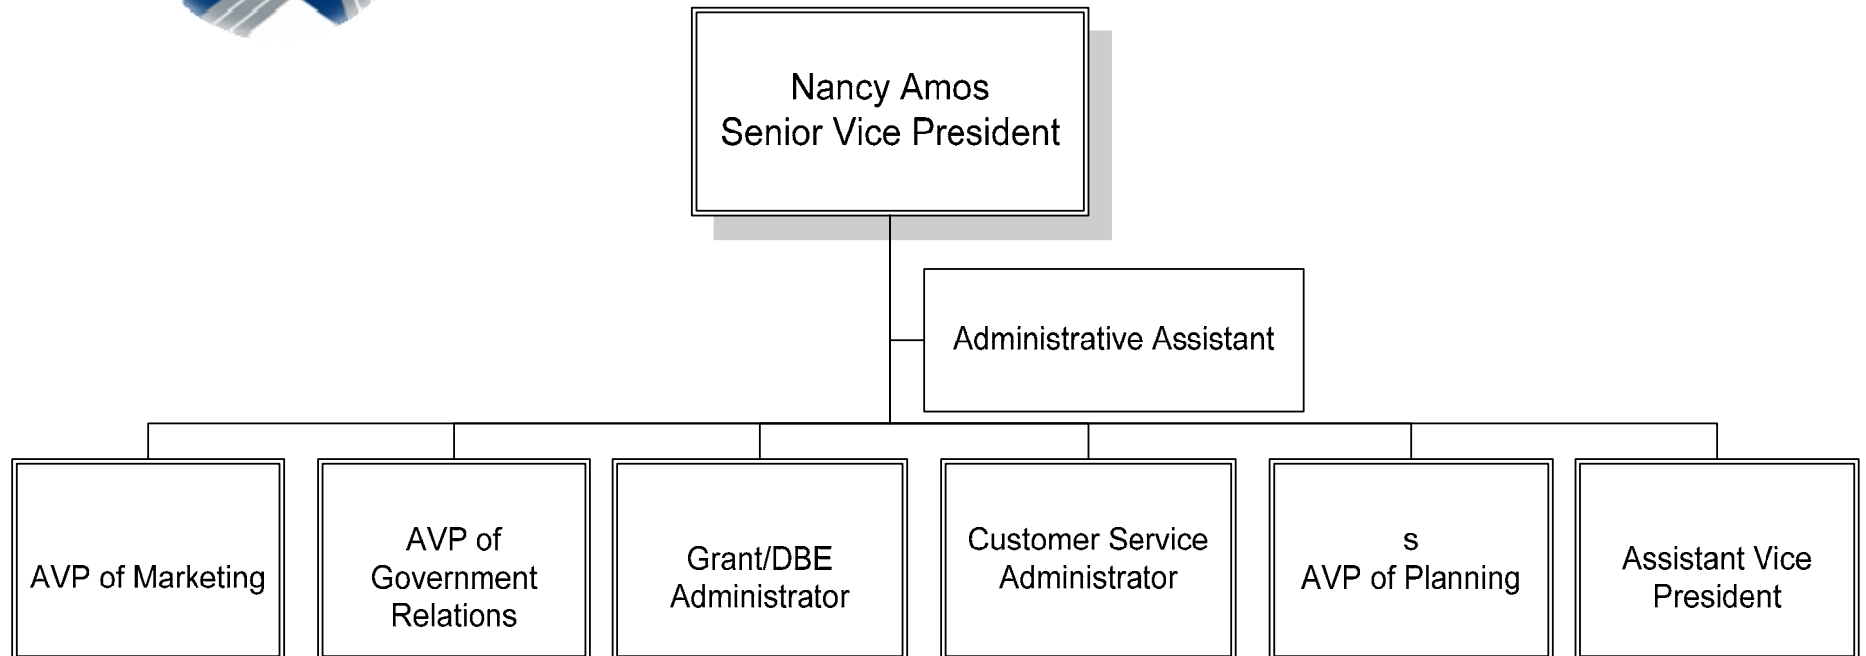 Nancy Amos
Senior Vice President
Administrative Assistant
AVP of Marketing
AVP of
Government
Relations
Grant/DBE
Administrator
Customer Service
Administrator
s
AVP of Planning
Assistant Vice
President